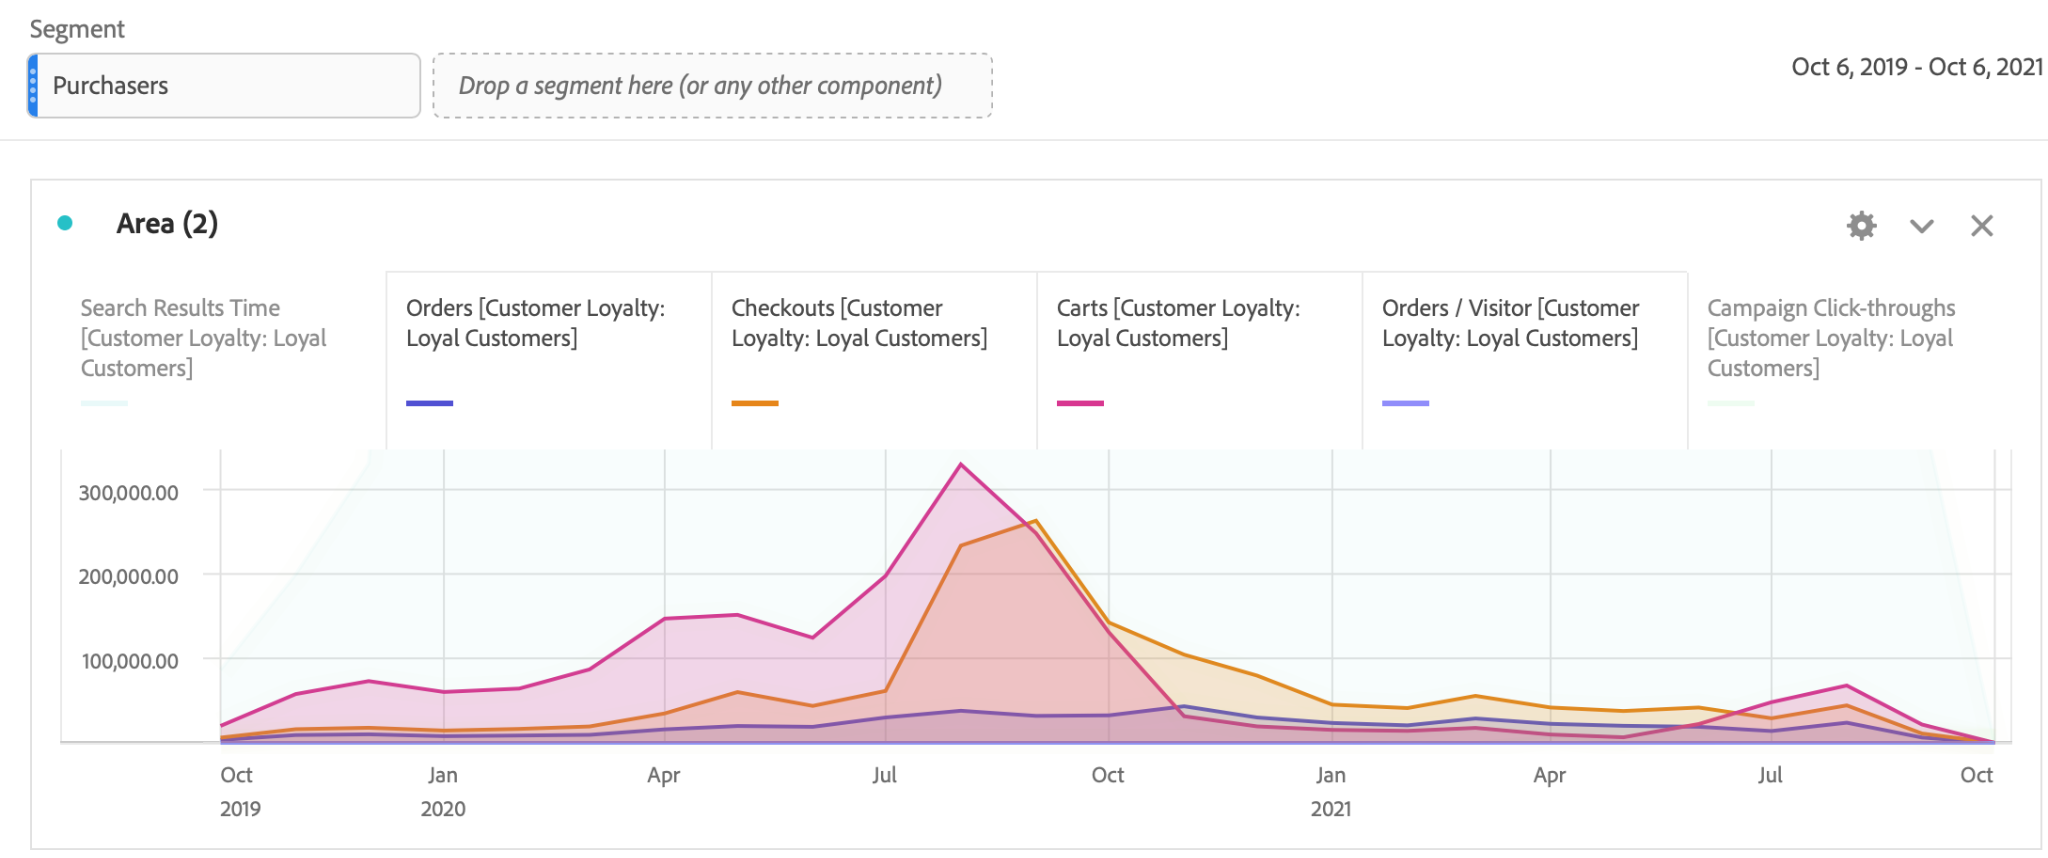 Segment
Purchasers
Drop a segment here (or any other component)
Oct 6, 2019 - Oct 6, 2021
Area (2)
Search Results Time
[Customer Loyalty: Loyal
Customers]
Orders [Customer Loyalty:
Loyal Customers]
Checkouts [Customer
Loyalty: Loyal Customers]
Carts [Customer Loyalty:
Loyal Customers]
Orders / Visitor [Customer
Loyalty: Loyal Customers]
Campaign Click-throughs
[Customer Loyalty: Loyal
Customers]
300,000.00
200,000.00
100,000.00
Oct
2019
Jan
2020
Apr
Jul
Oct
Jan
2021
Apr
Jul
Oct